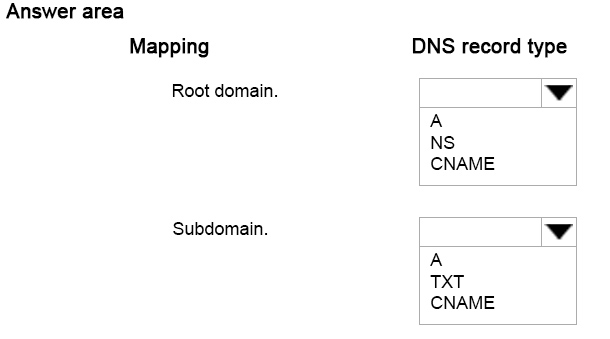 Answer area
Mapping DNS record type
Root domain.
A
NS
CNAME
Subdomain.
A
TXT
CNAME